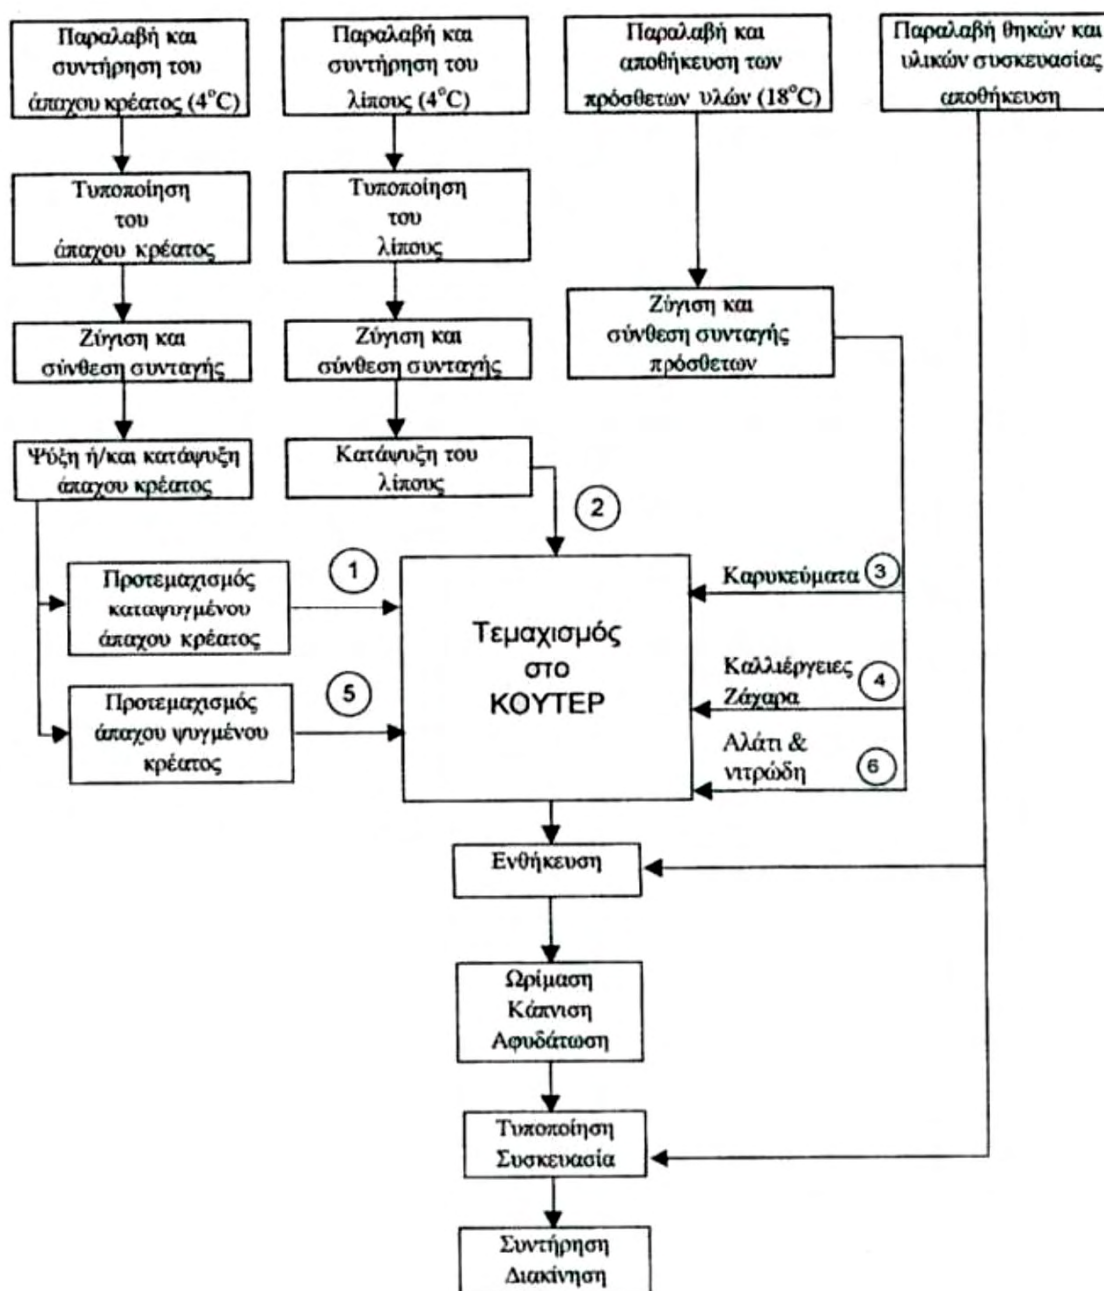 Παραλαβή και
συντήρηση του
άπαχου κρέατος (4°C)
Παραλαβή και
συντήρηση του
λίπους (4°C)
Παραλαβή και
αποθήκευση των
πρόσθετων υλών (18°C)
Παραλαβή θηκών και
υλικών συσκευασίας
αποθήκευση
Τυποποίηση
του
άπαχου κρέατος
Τυποποίηση
του
λίπους
Ζύγιση και
σύνθεση συνταγής
Ζύγιση και
σύνθεση συνταγής
Ζύγιση και
σύνθεση συνταγής
πρόσθετων
Ψύξη ή/και κατάψυξη
άπαχου κρέατος
Κατάψυξη του
λίπους
2
Προτεμαχισμός
καταψυγμένου
άπαχου κρέατος
1
Τεμαχισμός
στο
ΚΟΥΤΕΡ
Καρυκεύματα 3
Καλλιέργειες
Ζάχαρα 4
Προτεμαχισμός
άπαχου ψυγμένου
κρέατος
5
Αλάτι &
νιτρώδη 6
Ενθήκευση
Ωρίμαση
Κάπνιση
Αφυδάτωση
Τυποποίηση
Συσκευασία
Συντήρηση
Διακίνηση